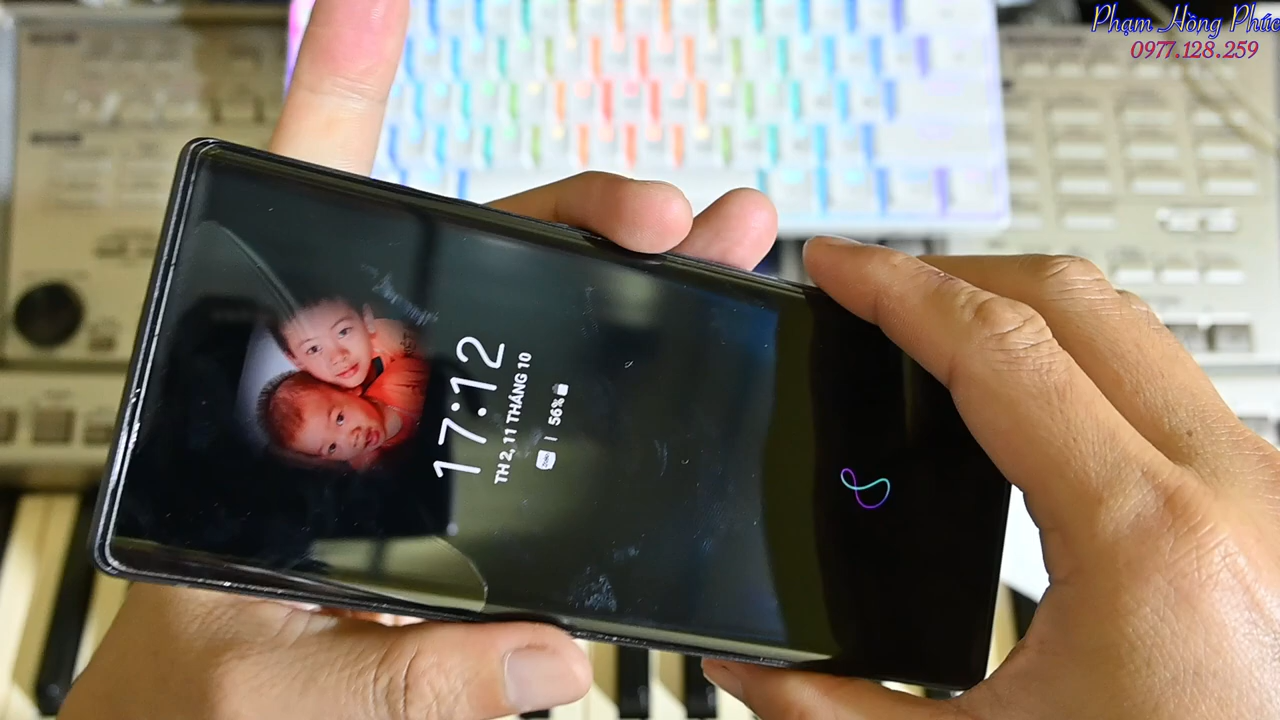 Phạm Hồng Phúc
0977.128.259
17:12
TH 2, 11 THÁNG 10
56%